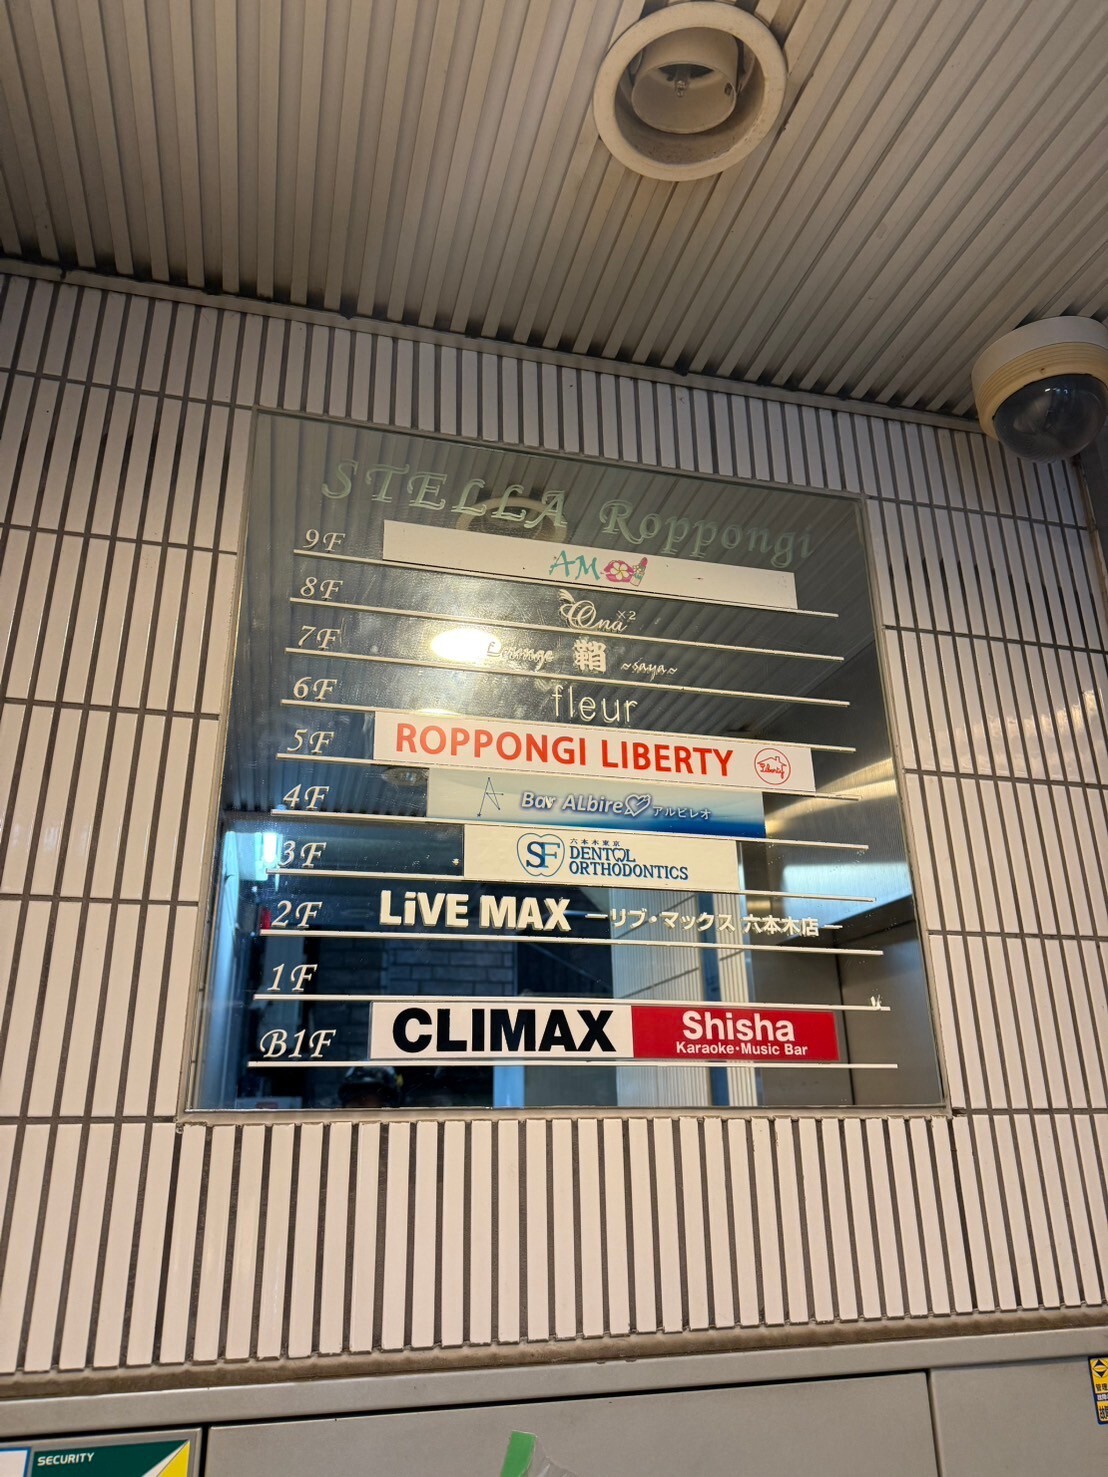 STELLA Roppongi
9F AM
8F Ona×2
7F Lounge 鞘 ~saya~
6F fleur
5F ROPPONGI LIBERTY Liberty
4F A Bar ALbireo アルビレオ
3F SF 六本木東京 DENTAL ORTHODONTICS
2F LiVE MAX ーリブ・マックス 六本木店ー
1F
B1F CLIMAX Shisha
Karaoke・Music Bar
SECURITY